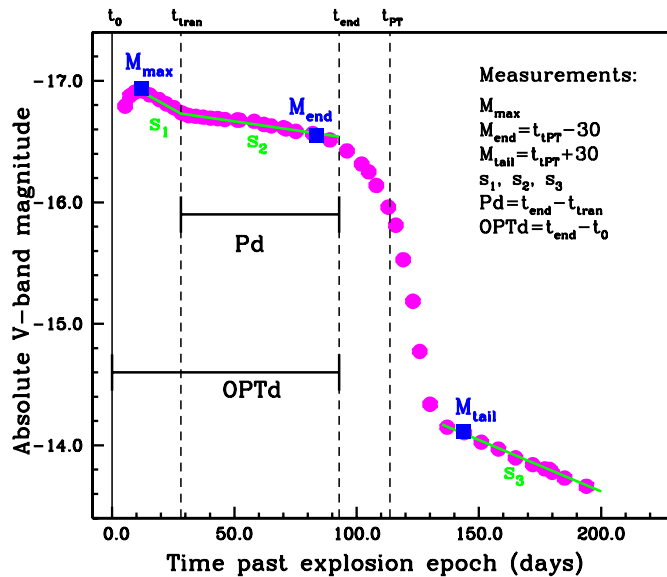 t0 ttran tend tPT
Mmax
Mend
s1
s2
Pd
OPTd
Mtail
s3
Measurements:
Mmax
Mend=ttPT−30
Mtail=ttPT+30
s1, s2, s3
Pd=tend−ttran
OPTd=tend−t0
-17.0
-16.0
-15.0
-14.0
Absolute V-band magnitude
0.0 50.0 100.0 150.0 200.0
Time past explosion epoch (days)